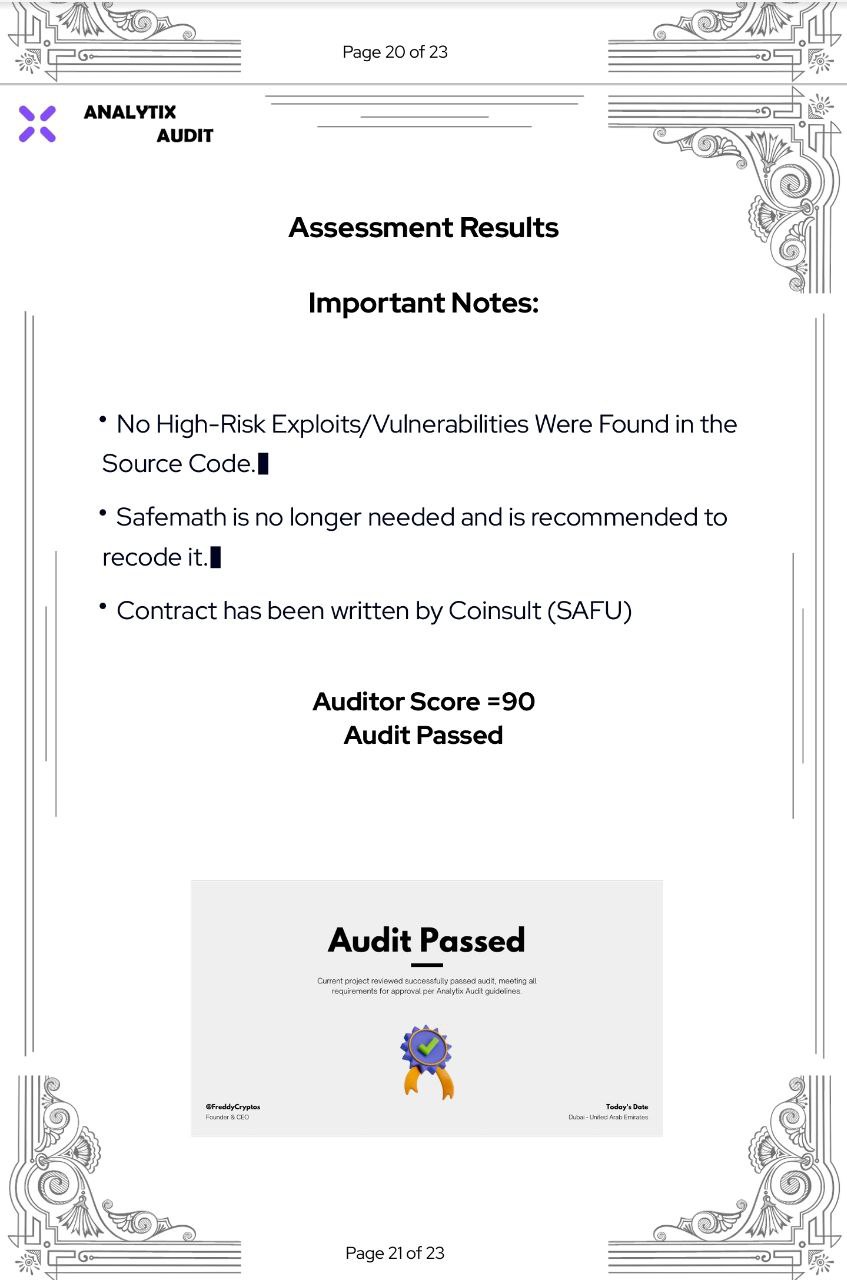 Page 20 of 23
ANALYTIX
AUDIT
Assessment Results
Important Notes:
• No High-Risk Exploits/Vulnerabilities Were Found in the
Source Code.
• Safemath is no longer needed and is recommended to
recode it.
• Contract has been written by Coinsult (SAFU)
Auditor Score =90
Audit Passed
Audit Passed
Current project reviewed successfully passed audit, meeting all
requirements for approval per Analytix Audit guidelines.
@FreddyCryptos
Founder & CEO
Today's Date
Dubai - United Arab Emirates
Page 21 of 23